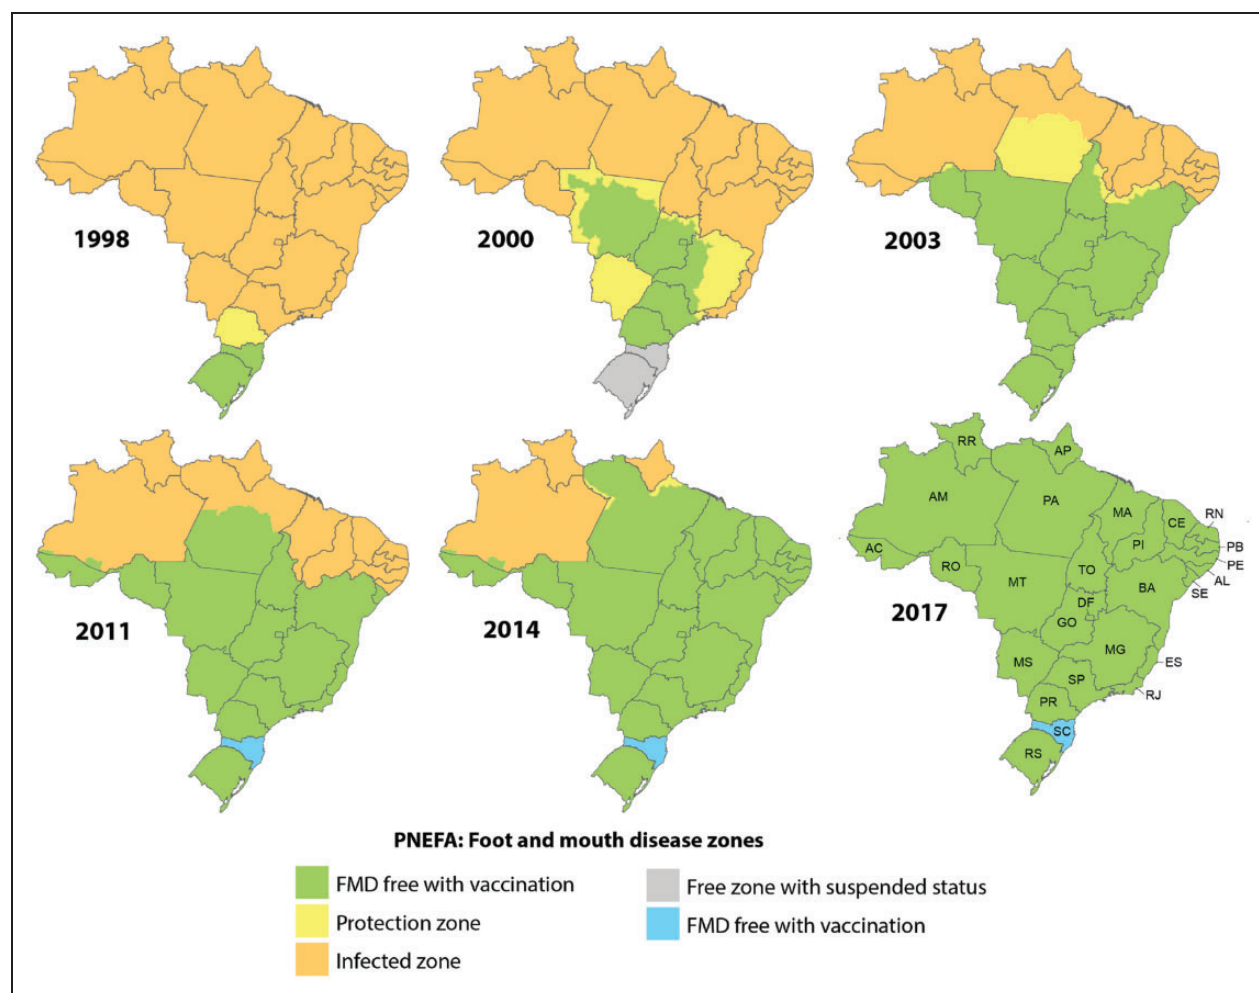 1998
2000
2003
2011
2014
2017
RR
AP
AM
PA
MA
CE
RN
AC
PI
PB
PE
RO
TO
AL
MT
BA
SE
DF
GO
MG
ES
MS
SP
RJ
PR
SC
RS
PNEFA: Foot and mouth disease zones
FMD free with vaccination
Protection zone
Infected zone
Free zone with suspended status
FMD free with vaccination